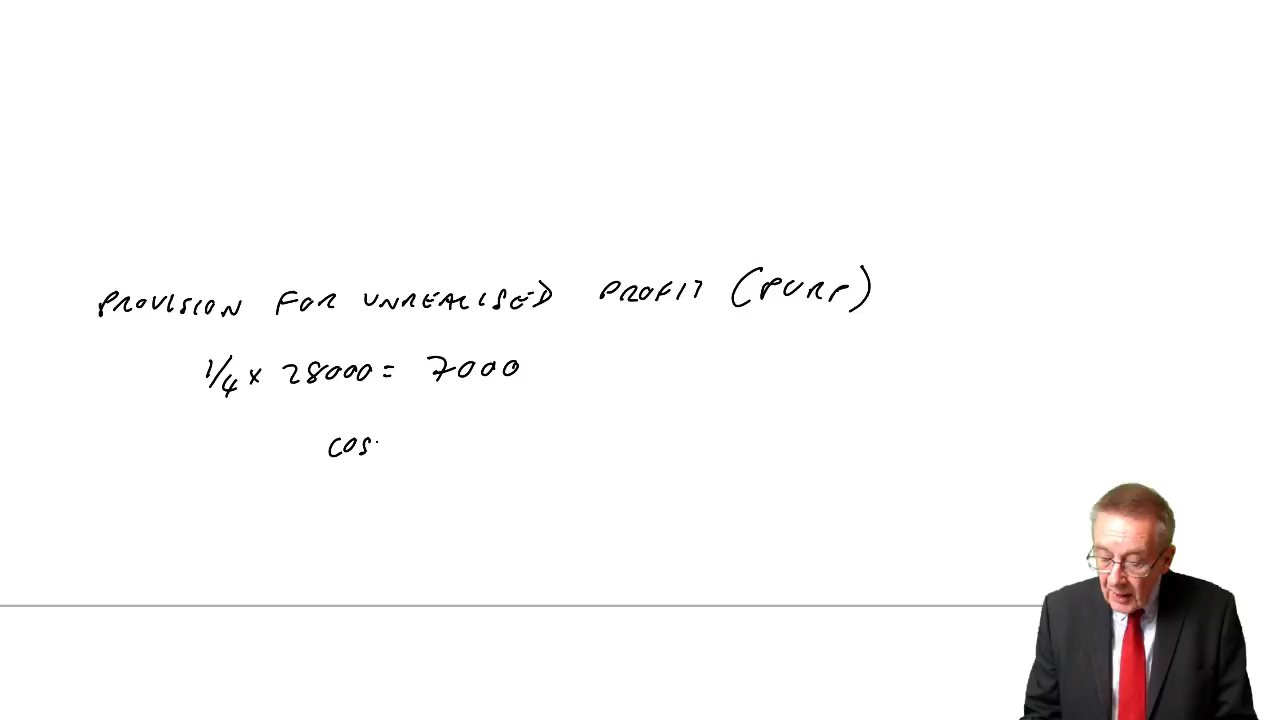 PROVISION FOR UNREALISED PROFIT (PURP)
1/4 × 28000 = 7000
COS